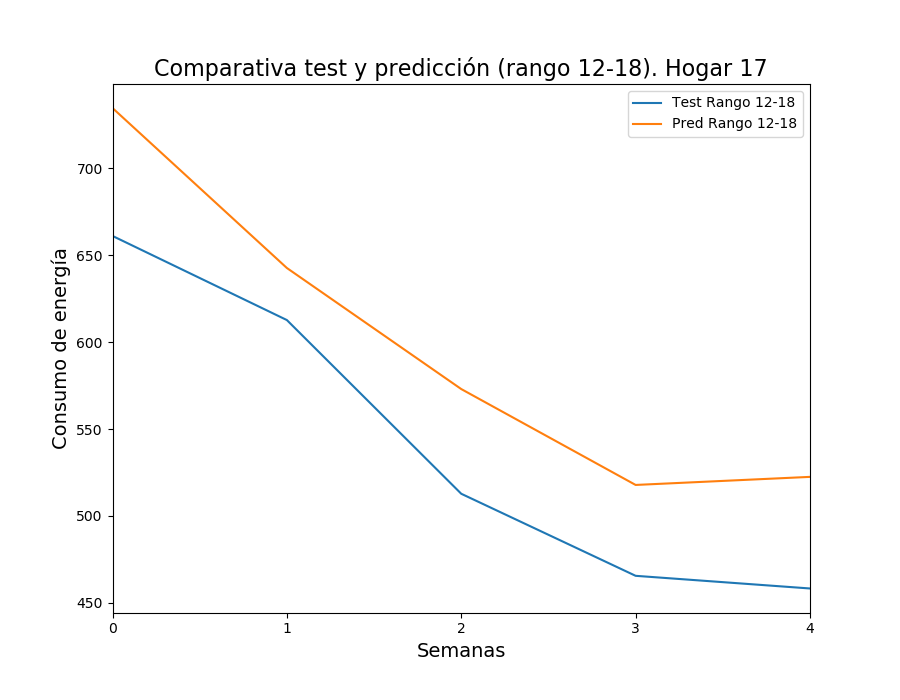 Comparativa test y predicción (rango 12-18). Hogar 17
Test Rango 12-18
Pred Rango 12-18
Consumo de energía
700
650
600
550
500
450
0 1 2 3 4
Semanas